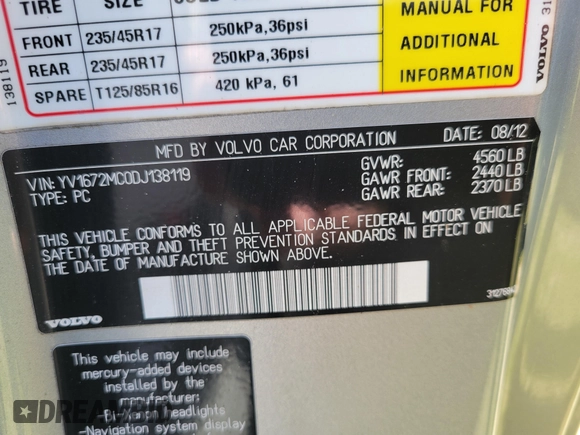 TIRE SIZE
FRONT 235/45R17 250kPa,36psi
REAR 235/45R17 250kPa,36psi
SPARE T125/85R16 420 kPa, 61
MANUAL FOR
ADDITIONAL
INFORMATION
VOLVO
138119
MFD BY VOLVO CAR CORPORATION DATE: 08/12
VIN: YV1672MC0DJ138119
TYPE: PC
GVWR: 4560 LB
GAWR FRONT: 2440 LB
GAWR REAR: 2370 LB
THIS VEHICLE CONFORMS TO ALL APPLICABLE FEDERAL MOTOR VEHICLE
SAFETY, BUMPER AND THEFT PREVENTION STANDARDS IN EFFECT ON
THE DATE OF MANUFACTURE SHOWN ABOVE.
VOLVO
This vehicle may include
mercury-added devices
installed by the
manufacturer:
-Bi-Xenon headlights
-Navigation system display